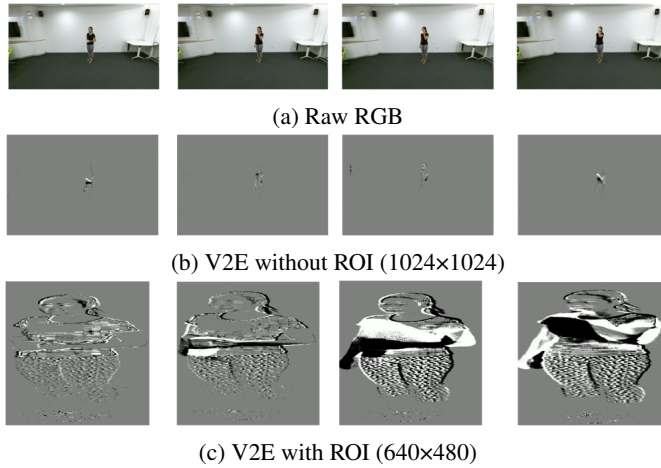 (a) Raw RGB
(b) V2E without ROI (1024×1024)
(c) V2E with ROI (640×480)